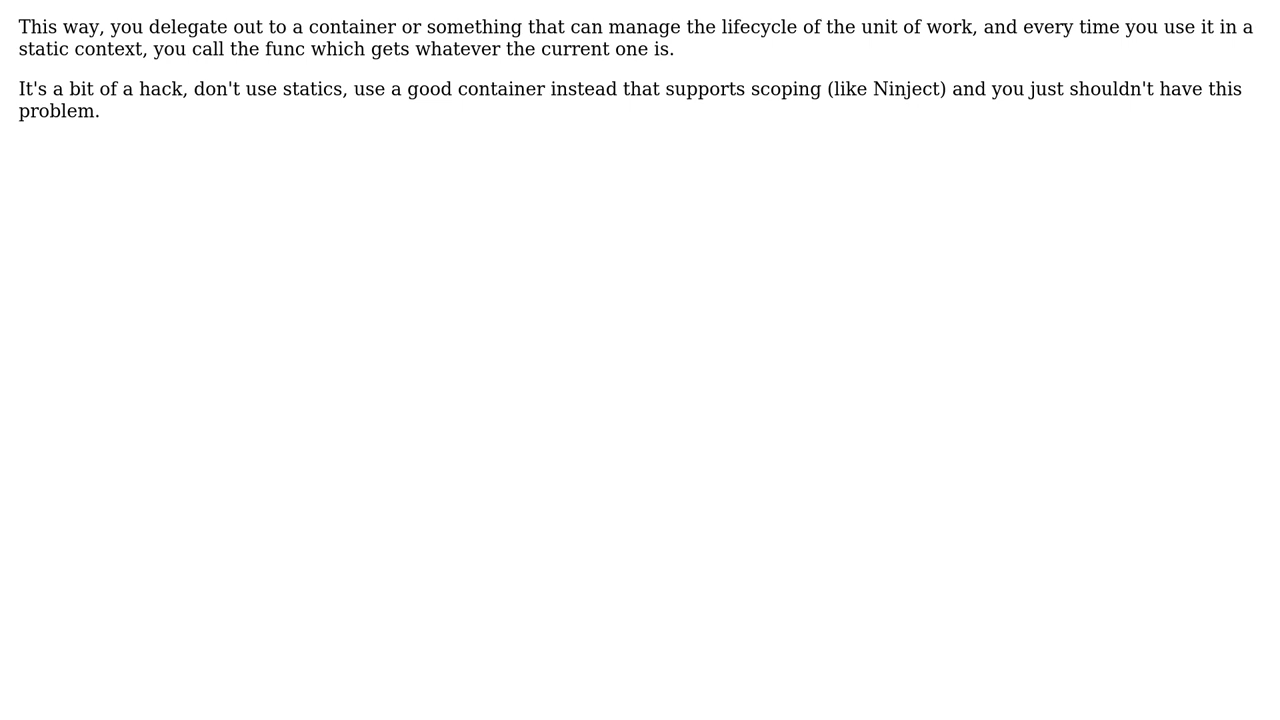 This way, you delegate out to a container or something that can manage the lifecycle of the unit of work, and every time you use it in a
static context, you call the func which gets whatever the current one is.
It's a bit of a hack, don't use statics, use a good container instead that supports scoping (like Ninject) and you just shouldn't have this
problem.